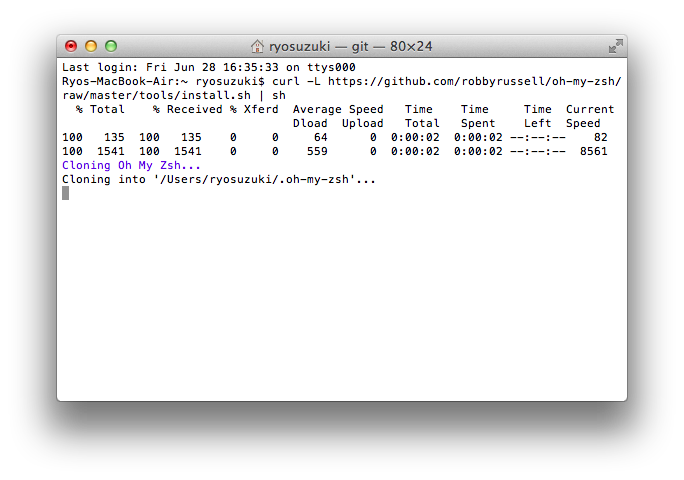 ryosuzuki — git — 80×24
Last login: Fri Jun 28 16:35:33 on ttys000
Ryos-MacBook-Air:~ ryosuzuki$ curl -L https://github.com/robbyrussell/oh-my-zsh/
raw/master/tools/install.sh | sh
  % Total    % Received % Xferd  Average Speed   Time    Time     Time  Current
                                 Dload  Upload   Total   Spent    Left  Speed
100   135  100   135    0     0     64      0  0:00:02  0:00:02 --:--:--    82
100  1541  100  1541    0     0    559      0  0:00:02  0:00:02 --:--:--  8561
Cloning Oh My Zsh...
Cloning into '/Users/ryosuzuki/.oh-my-zsh'...